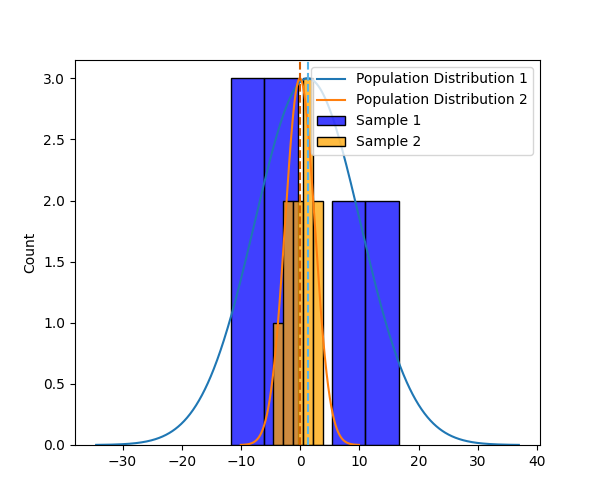 Population Distribution 1
Population Distribution 2
Sample 1
Sample 2
3.0
2.5
2.0
1.5
1.0
0.5
0.0
Count
−30 −20 −10 0 10 20 30 40